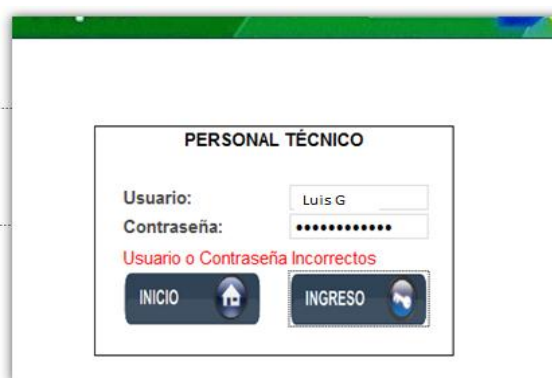 PERSONAL TÉCNICO
Usuario: Luis G
Contraseña: ••••••••••••
Usuario o Contraseña Incorrectos
INICIO INGRESO